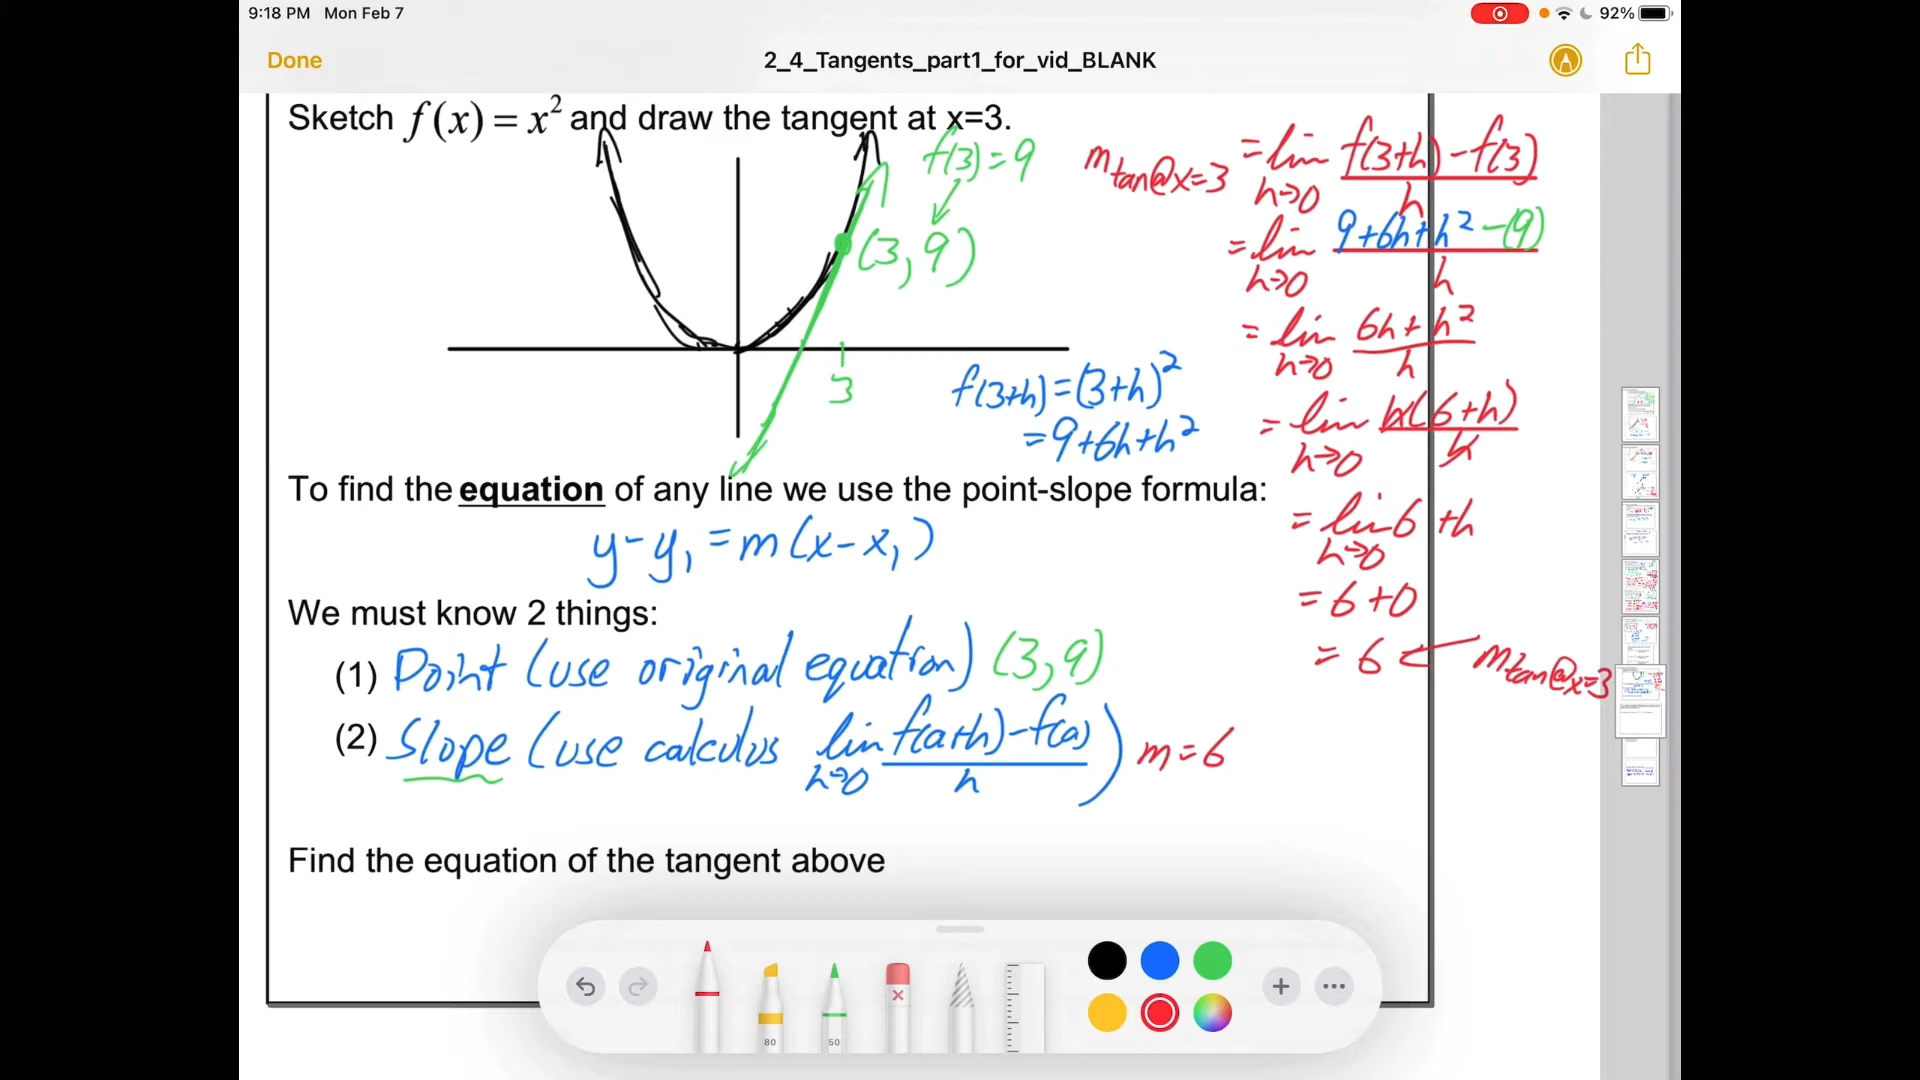 9:18 PM Mon Feb 7
92%
Done
2_4_Tangents_part1_for_vid_BLANK
Sketch f(x) = x² and draw the tangent at x=3.
f(3) = 9
(3, 9)
3
f(3+h) = (3+h)²
= 9+6h+h²
m tan@x=3 = lim h→0 f(3+h) - f(3) / h
= lim h→0 9+6h+h² -(9) / h
= lim h→0 6h+h² / h
= lim h→0 h(6+h) / h
= lim h→0 6+h
= 6+0
= 6 ← m tan@x=3
To find the equation of any line we use the point-slope formula:
y-y₁ = m(x-x₁)
We must know 2 things:
(1) Point (use original equation) (3,9)
(2) Slope (use calculus lim h→0 f(a+h)-f(a) / h) m=6
Find the equation of the tangent above
80
50